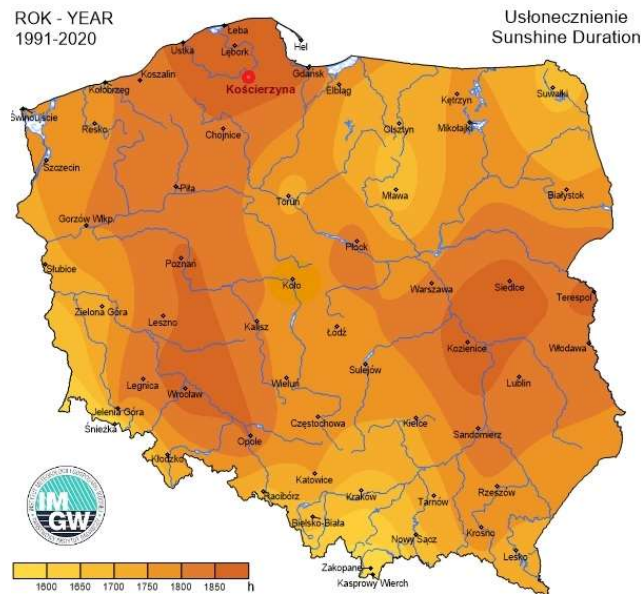 ROK - YEAR
1991-2020
Usłonecznienie
Sunshine Duration
Łeba
Hel
Ustka
Lębork
Gdańsk
Koszalin
Kościerzyna
Kołobrzeg
Elbląg
Kętrzyn
Suwałki
Świnoujście
Resko
Chojnice
Olsztyn
Mikołajki
Szczecin
Piła
Toruń
Mława
Białystok
Gorzów Wlkp.
Płock
Słubice
Poznań
Koło
Warszawa
Siedlce
Terespol
Zielona Góra
Leszno
Kalisz
Łódź
Kozienice
Włodawa
Sulejów
Legnica
Wrocław
Wieluń
Lublin
Jelenia Góra
Śnieżka
Opole
Częstochowa
Kielce
Sandomierz
Kłodzko
Katowice
Racibórz
Kraków
Tarnów
Rzeszów
Bielsko-Biała
Nowy Sącz
Krosno
Lesko
Zakopane
Kasprowy Wierch
IM
GW
1600 1650 1700 1750 1800 1850 h